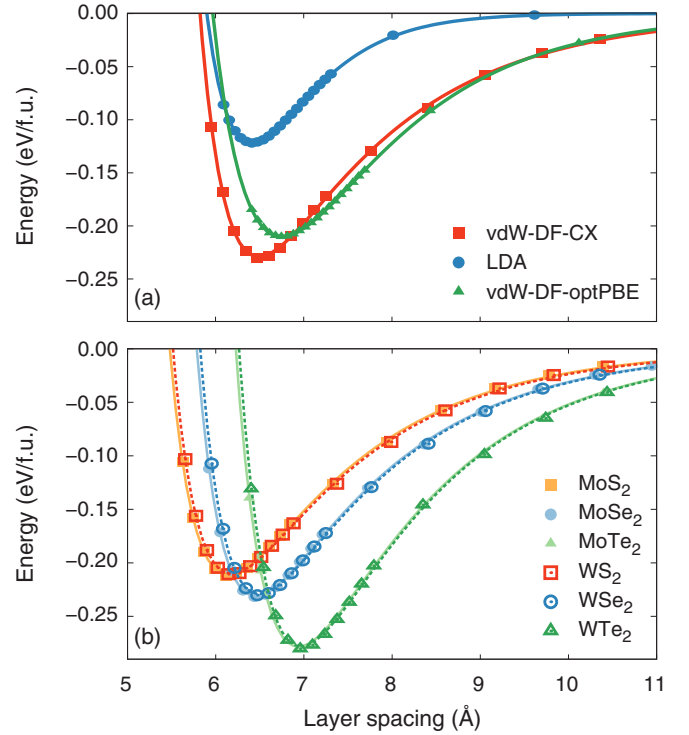 0.00
−0.05
−0.10
−0.15
−0.20
−0.25
Energy (eV/f.u.)
(a)
vdW-DF-CX
LDA
vdW-DF-optPBE
0.00
−0.05
−0.10
−0.15
−0.20
−0.25
Energy (eV/f.u.)
(b)
MoS₂
MoSe₂
MoTe₂
WS₂
WSe₂
WTe₂
5 6 7 8 9 10 11
Layer spacing (Å)